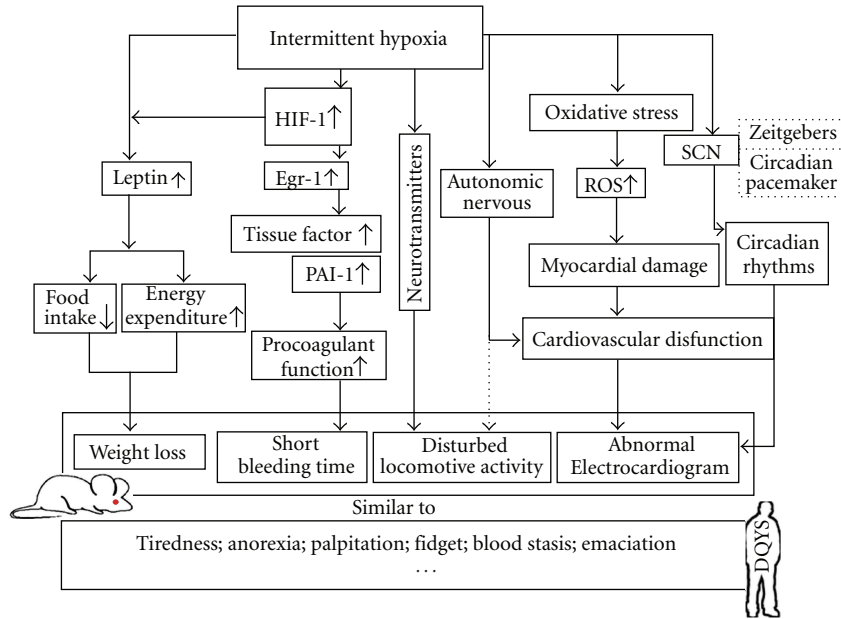 Intermittent hypoxia
HIF-1↑
Oxidative stress
Zeitgebers
SCN
Circadian
pacemaker
Leptin↑
Egr-1↑
Neurotransmitters
Autonomic
nervous
ROS↑
Tissue factor↑
Circadian
rhythms
PAI-1↑
Myocardial damage
Food
intake↓
Energy
expenditure↑
Procoagulant
function↑
Cardiovascular disfunction
Weight loss
Short
bleeding time
Disturbed
locomotive activity
Abnormal
Electrocardiogram
Similar to
Tiredness; anorexia; palpitation; fidget; blood stasis; emaciation
...
DQYS